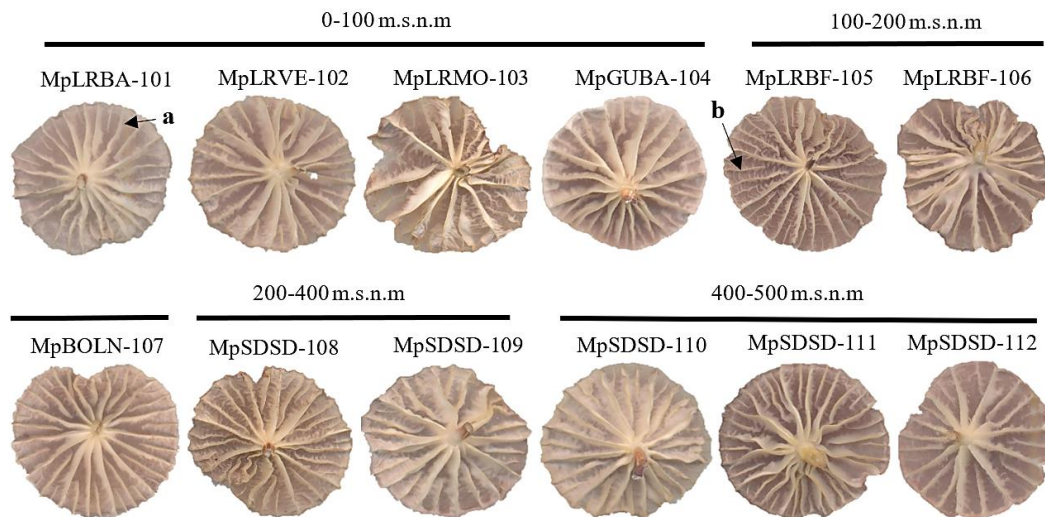 0-100 m.s.n.m 100-200 m.s.n.m
MpLRBA-101 MpLRVE-102 MpLRMO-103 MpGUBA-104 MpLRBF-105 MpLRBF-106
a b
200-400 m.s.n.m 400-500 m.s.n.m
MpBOLN-107 MpSDSD-108 MpSDSD-109 MpSDSD-110 MpSDSD-111 MpSDSD-112